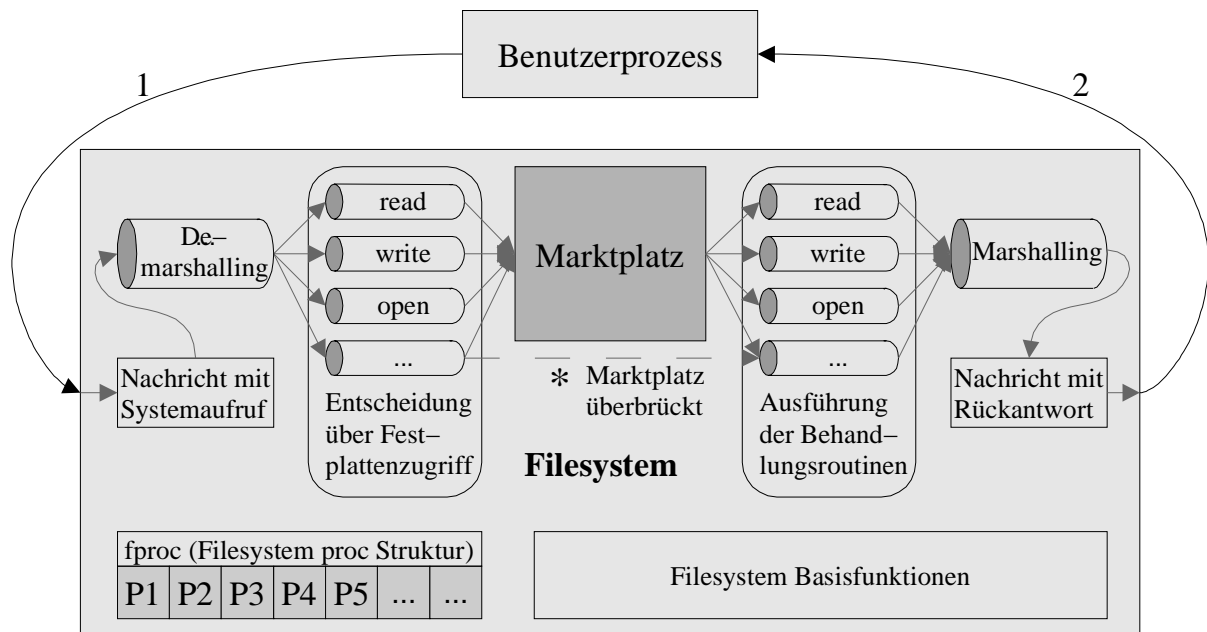 Benutzerprozess
1
2
De–
marshalling
read
write
open
...
Marktplatz
read
write
open
...
Marshalling
Nachricht mit
Systemaufruf
Entscheidung
über Fest–
plattenzugriff
* Marktplatz
überbrückt
Filesystem
Ausführung
der Behand–
lungsroutinen
Nachricht mit
Rückantwort
fproc (Filesystem proc Struktur)
P1 P2 P3 P4 P5 ... ...
Filesystem Basisfunktionen